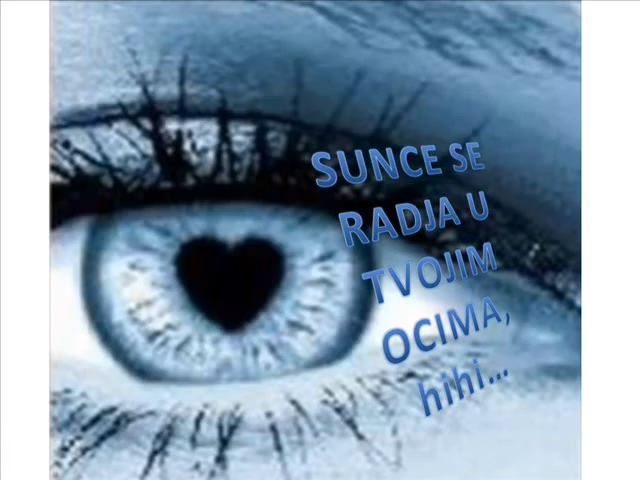 SUNCE SE
RADJA U
TVOJIM
OCIMA,
hihi...